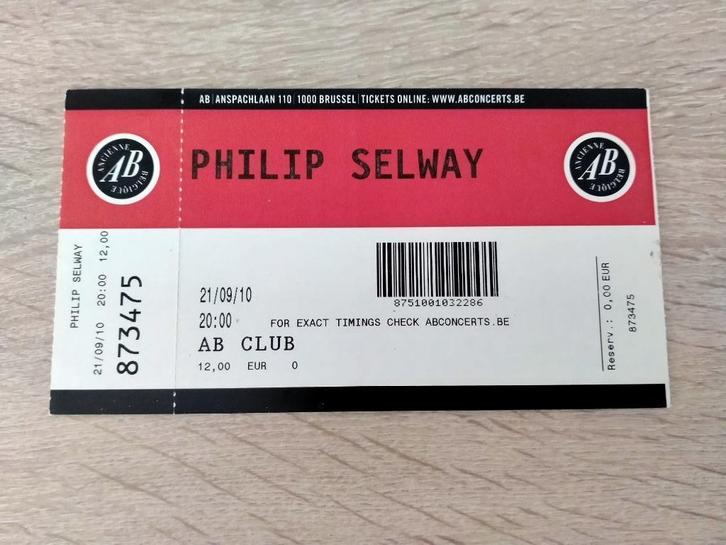 AB | ANSPACHLAAN 110 | 1000 BRUSSEL | TICKETS ONLINE: WWW.ABCONCERTS.BE
ANCIENNE
AB
BELGIQUE
PHILIP SELWAY
ANCIENNE
AB
BELGIQUE
PHILIP SELWAY
21/09/10 20:00 12,00
873475
21/09/10
8751001032286
20:00 FOR EXACT TIMINGS CHECK ABCONCERTS.BE
AB CLUB
12,00 EUR 0
Reserv.: 0,00 EUR
873475